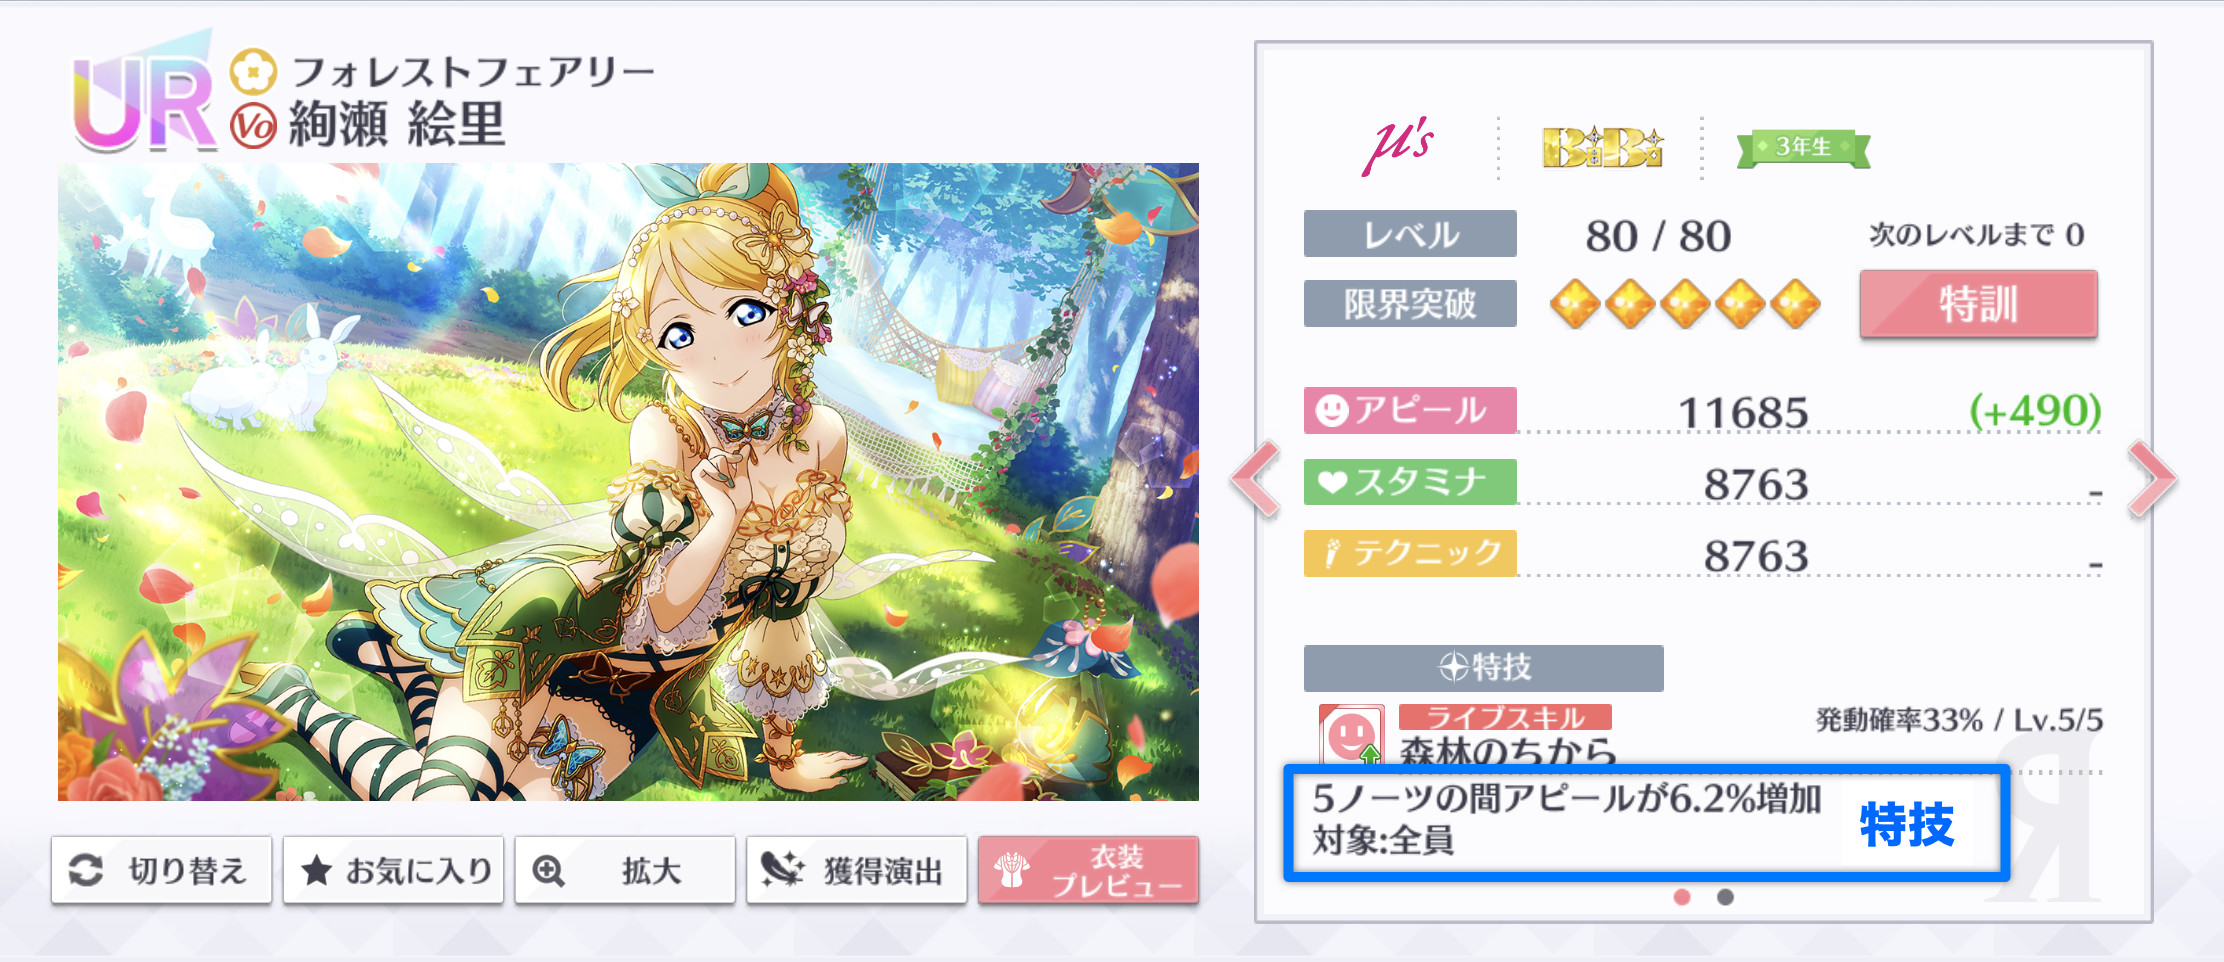 UR
フォレストフェアリー
Vo 絢瀬 絵里
μ's
BiBi
3年生
レベル 80 / 80 次のレベルまで 0
限界突破 特訓
アピール 11685 (+490)
スタミナ 8763 -
テクニック 8763 -
特技
ライブスキル 発動確率33% / Lv.5/5
森林のちから
5ノーツの間アピールが6.2%増加
対象:全員
特技
切り替え
お気に入り
拡大
獲得演出
衣装
プレビュー